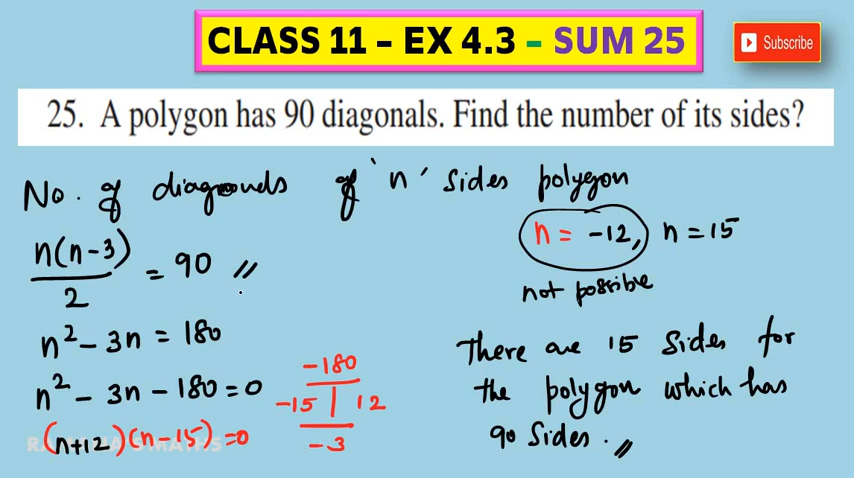 CLASS 11 – EX 4.3 – SUM 25
Subscribe
25. A polygon has 90 diagonals. Find the number of its sides?
No. of diagonals of 'n' sides polygon
n(n-3)/2 = 90 //
n² - 3n = 180
n² - 3n - 180 = 0
(n+12)(n-15) = 0
-180
-15 | 12
-3
n = -12, n = 15
not possible
There are 15 sides for
the polygon which has
90 sides. //